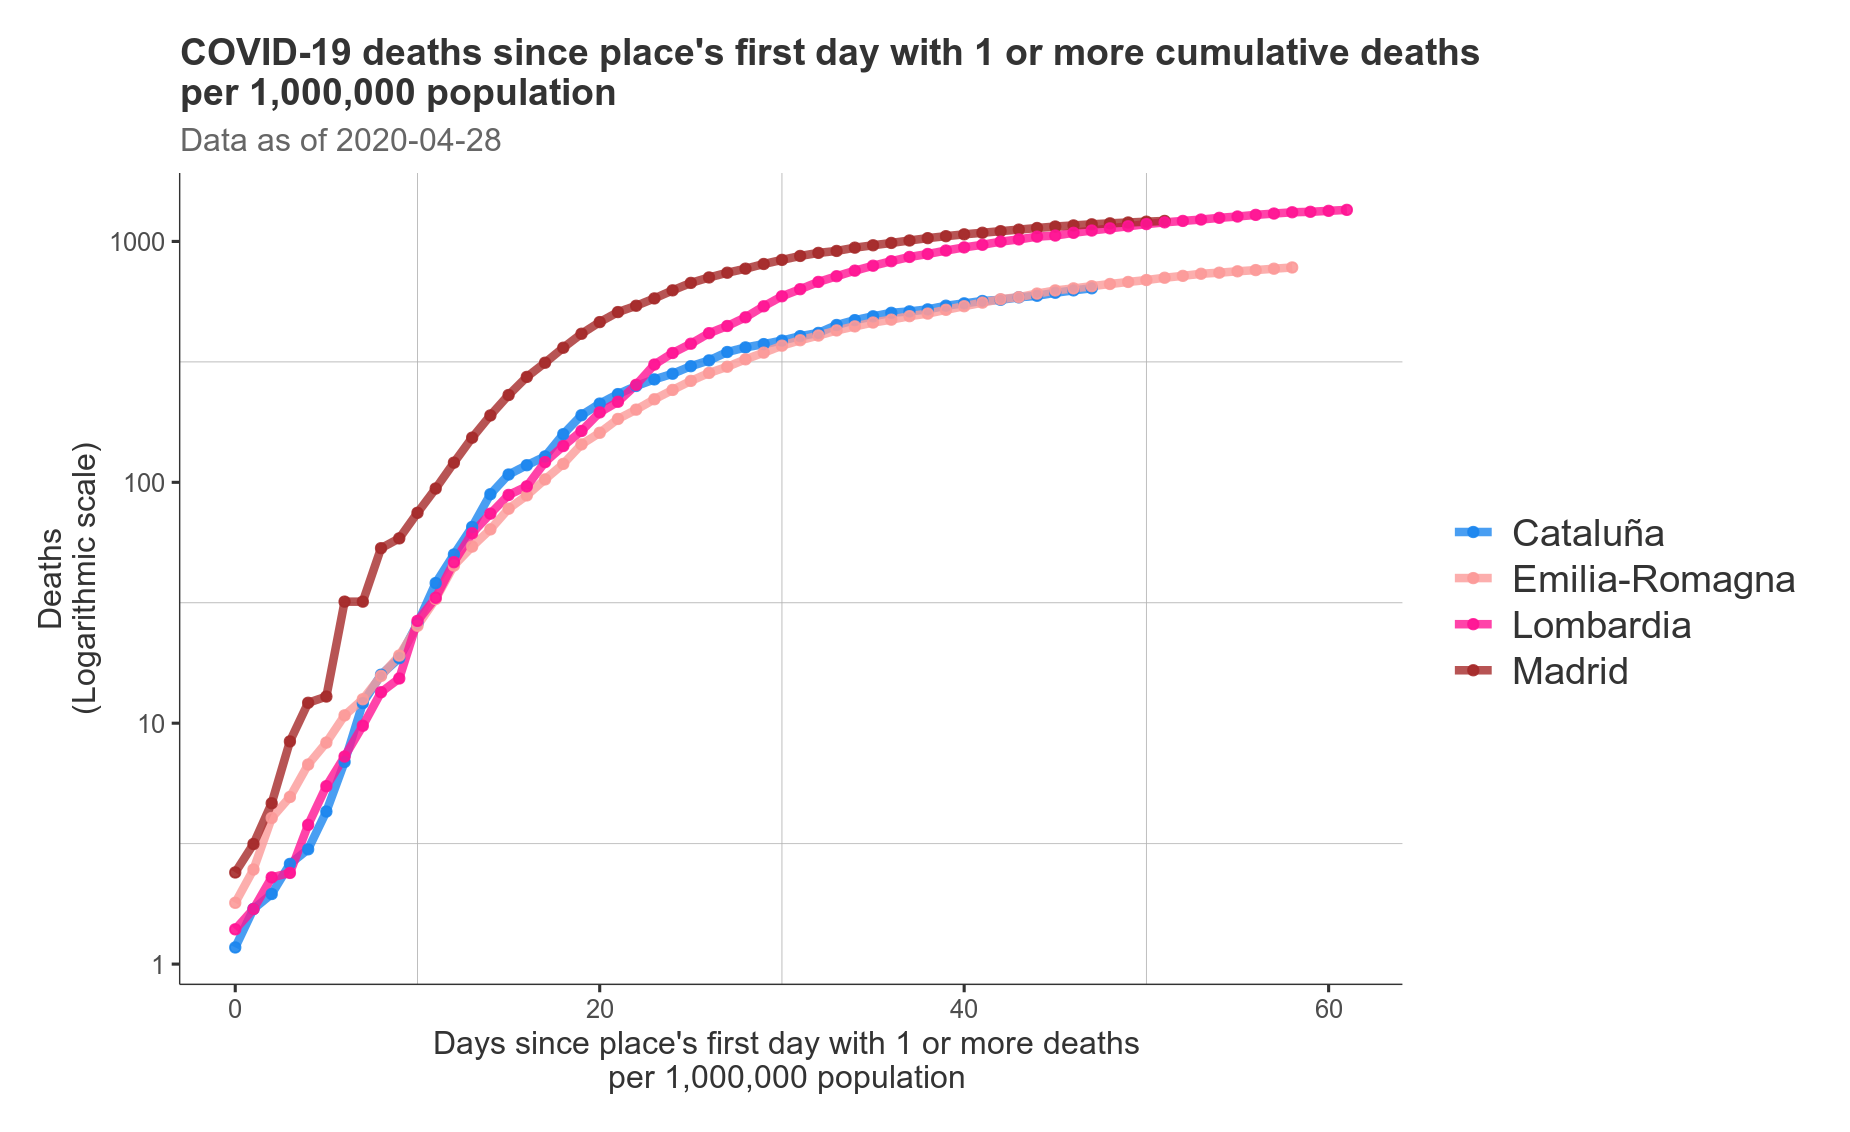 COVID-19 deaths since place's first day with 1 or more cumulative deaths
per 1,000,000 population
Data as of 2020-04-28
Deaths
(Logarithmic scale)
1000
100
10
1
0
20
40
60
Days since place's first day with 1 or more deaths
per 1,000,000 population
Cataluña
Emilia-Romagna
Lombardia
Madrid